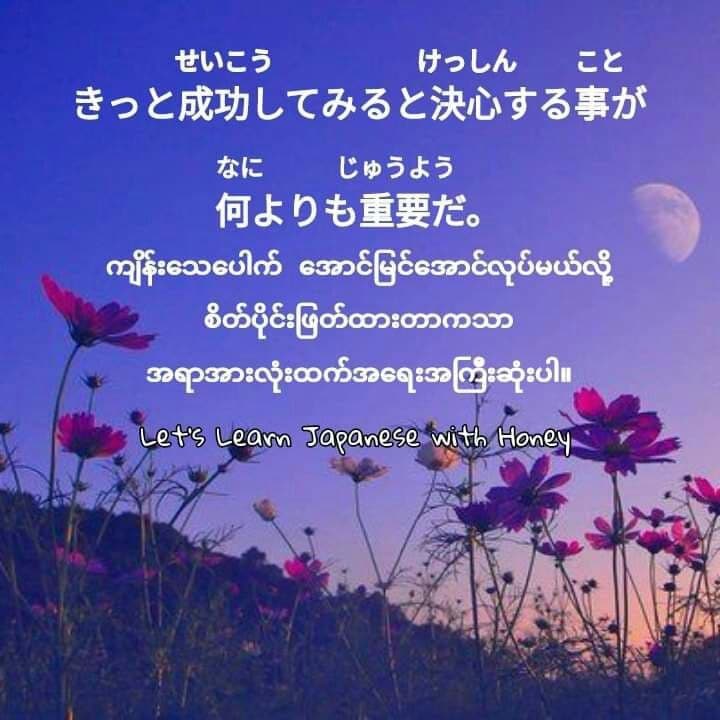 せいこう けっしん こと
きっと成功してみると決心する事が
なに じゅうよう
何よりも重要だ。
ကျိန်းသေပေါက် အောင်မြင်အောင်လုပ်မယ်လို့
စိတ်ပိုင်းဖြတ်ထားတာကသာ
အရာအားလုံးထက်အရေးအကြီးဆုံးပါ။
Let's Learn Japanese with Honey